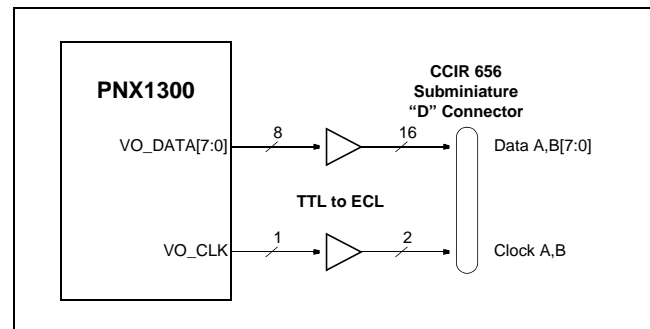 PNX1300
CCIR 656
Subminiature
“D” Connector
VO_DATA[7:0]
8
16
Data A,B[7:0]
TTL to ECL
VO_CLK
1
2
Clock A,B